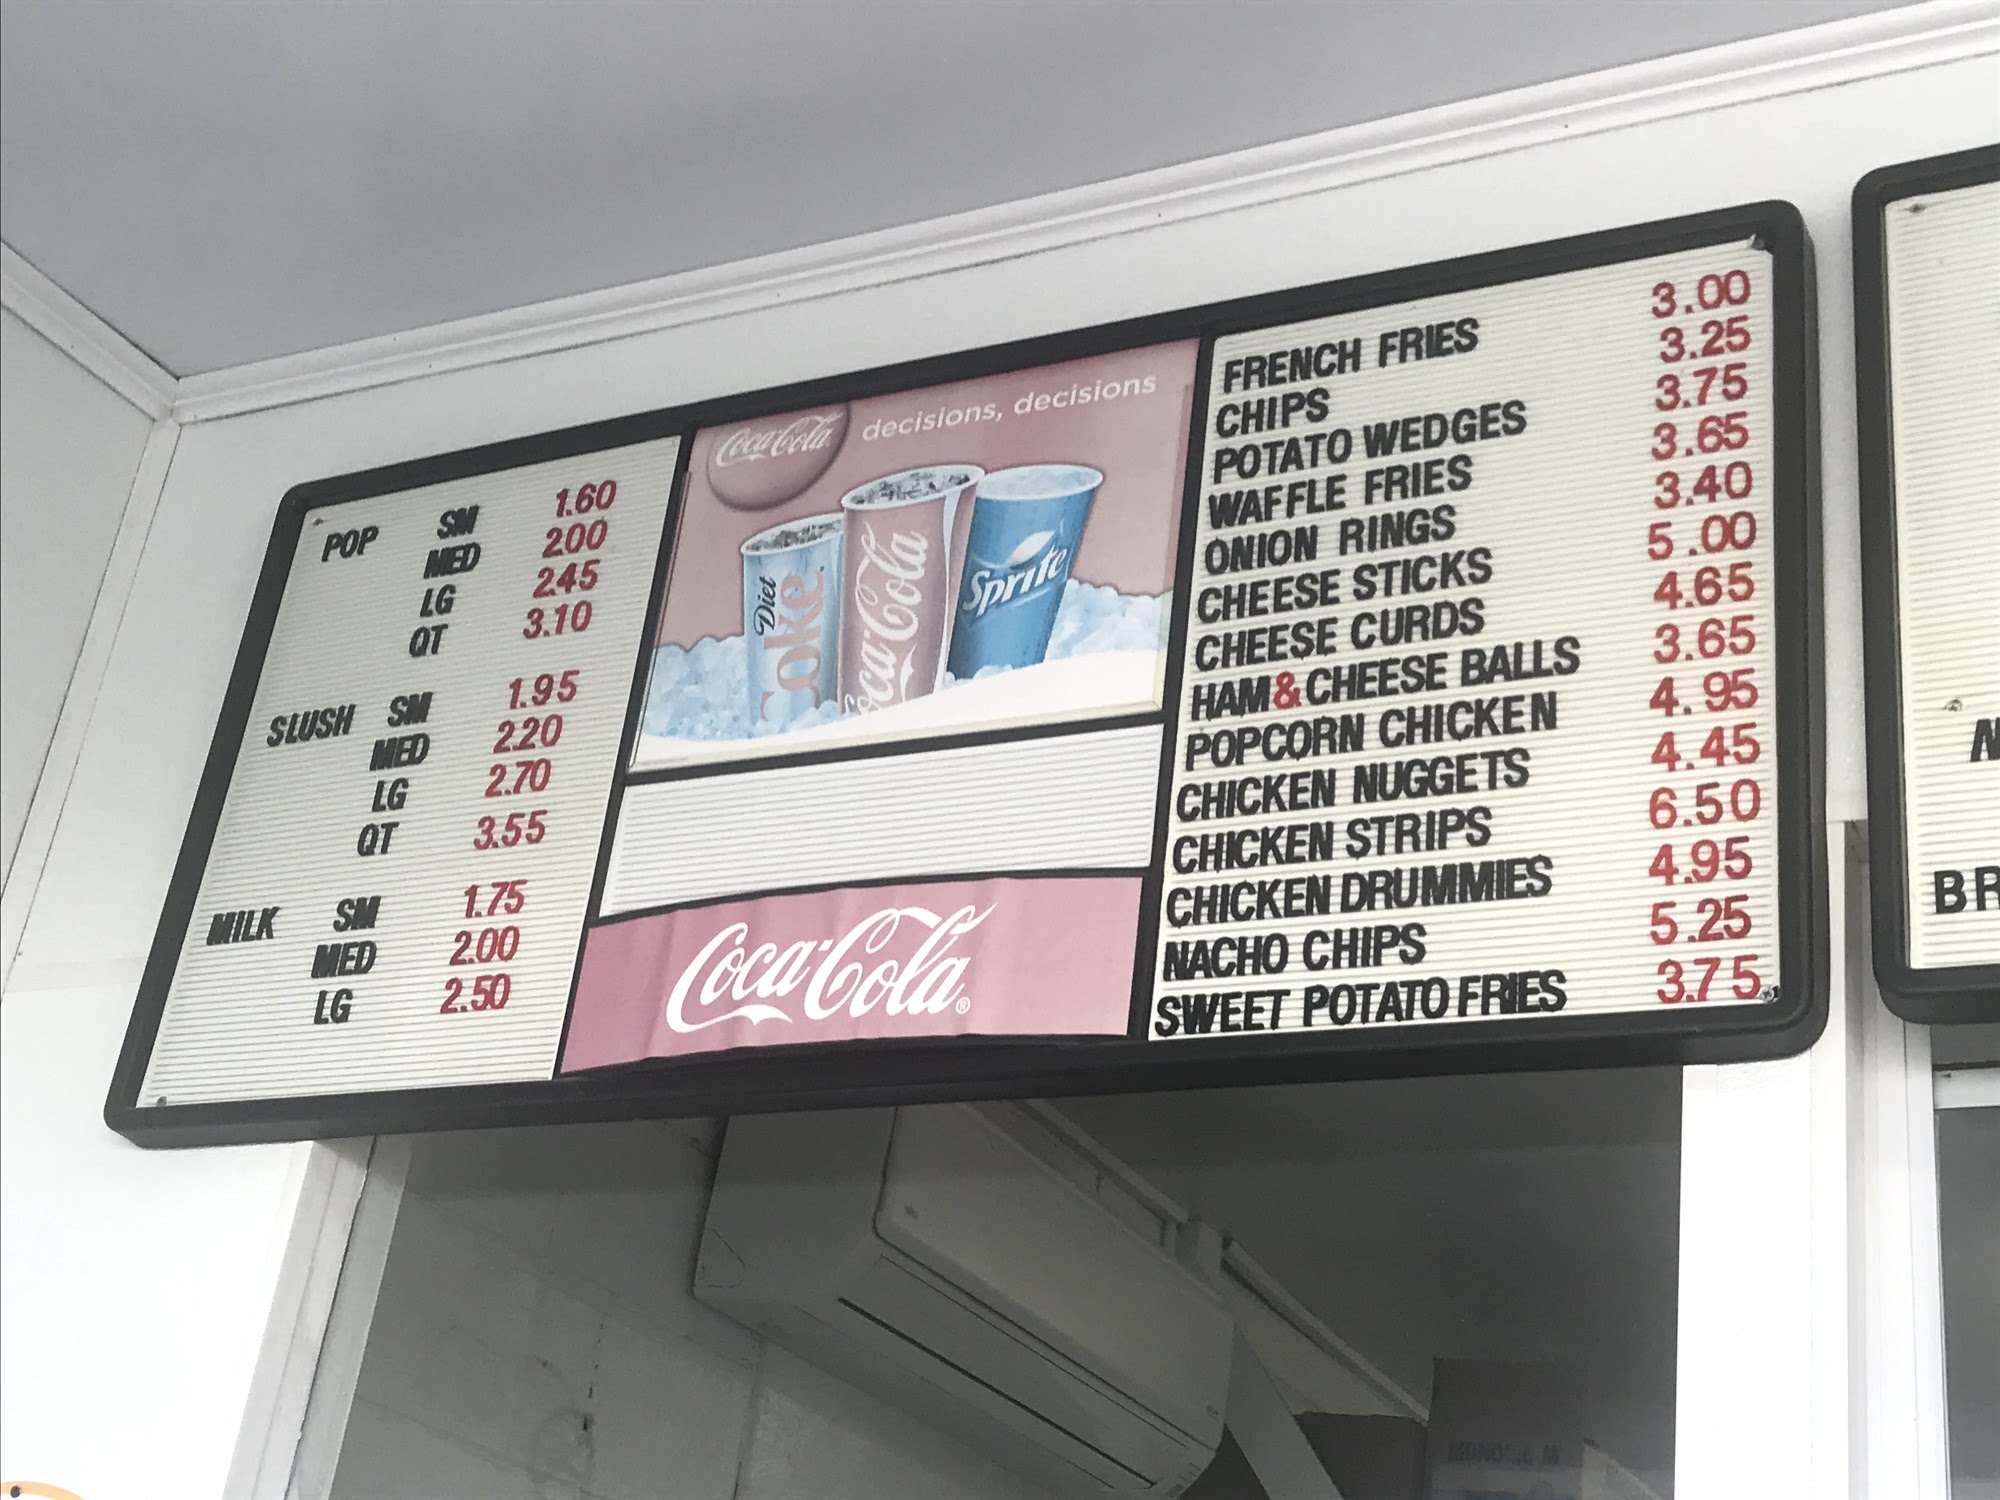 POP SM 1.60
MED 200
LG 2.45
QT 3.10
SLUSH SM 1.95
MED 2.20
LG 2.70
QT 3.55
MILK SM 1.75
MED 2.00
LG 2.50
Coca-Cola decisions, decisions
Diet Coke
Coca-Cola
Sprite
Coca-Cola®
FRENCH FRIES 3.00
CHIPS 3.25
POTATO WEDGES 3.75
WAFFLE FRIES 3.65
ONION RINGS 3.40
CHEESE STICKS 5.00
CHEESE CURDS 4.65
HAM&CHEESE BALLS 3.65
POPCORN CHICKEN 4.95
CHICKEN NUGGETS 4.45
CHICKEN STRIPS 6.50
CHICKEN DRUMMIES 4.95
NACHO CHIPS 5.25
SWEET POTATO FRIES 3.75
BR